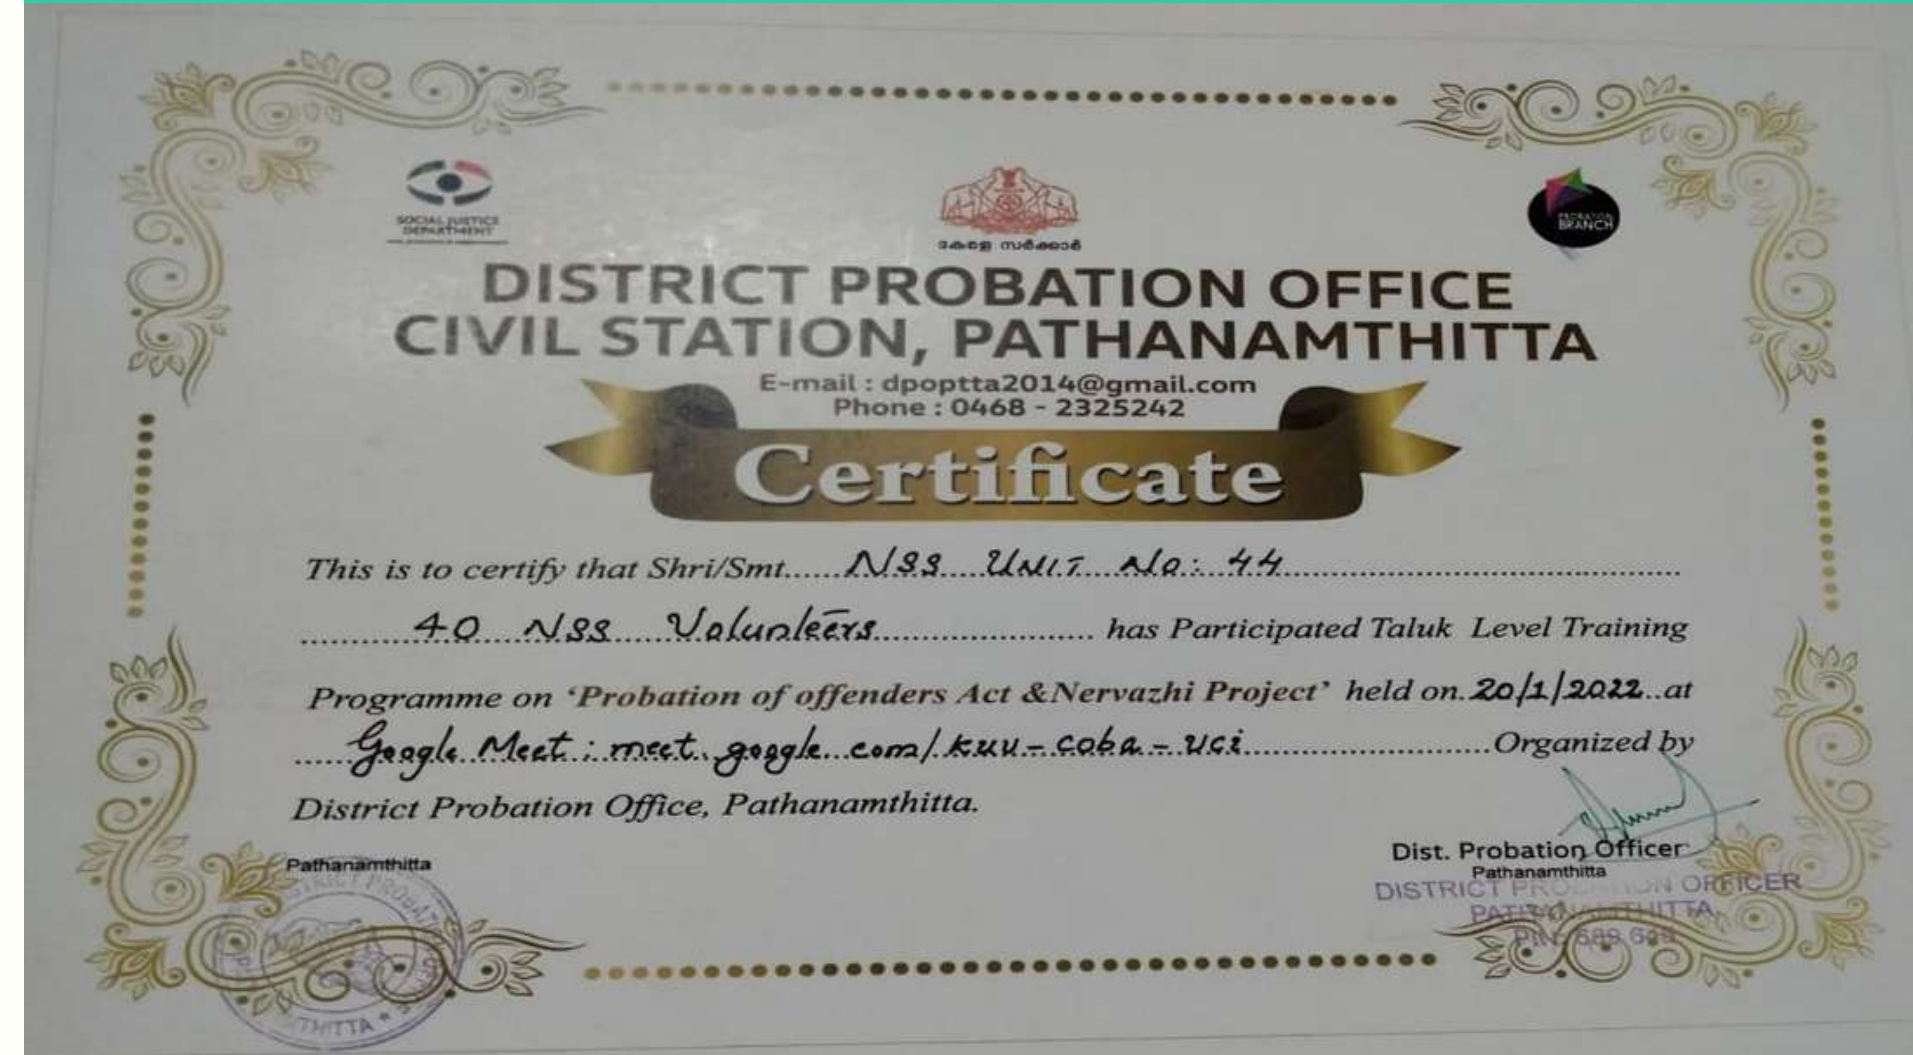 SOCIAL JUSTICE
DEPARTMENT
കേരള സർക്കാർ
PROBATION
BRANCH
DISTRICT PROBATION OFFICE
CIVIL STATION, PATHANAMTHITTA
E-mail : dpoptta2014@gmail.com
Phone : 0468 - 2325242
Certificate
This is to certify that Shri/Smt...... NSS UNIT No: 44
40 NSS Volunteers has Participated Taluk Level Training
Programme on 'Probation of offenders Act &Nervazhi Project' held on. 20/1/2022..at
Google Meet : meet. google. com/ kuu-coba-uci Organized by
District Probation Office, Pathanamthitta.
Pathanamthitta
Dist. Probation Officer
Pathanamthitta
DISTRICT PROBATION OFFICER
PATHANAMTHITTA